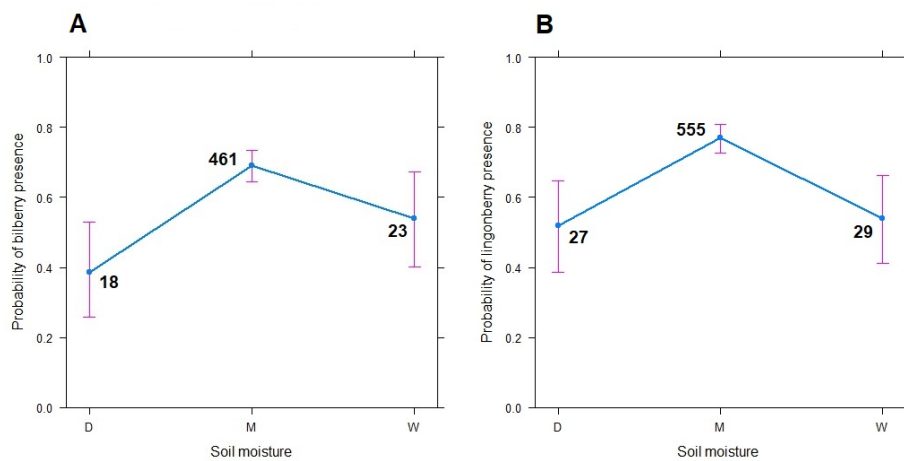 A
Probability of bilberry presence
1.0
0.8
0.6
0.4
0.2
0.0
461
23
18
D M W
Soil moisture
B
Probability of lingonberry presence
1.0
0.8
0.6
0.4
0.2
0.0
555
27
29
D M W
Soil moisture